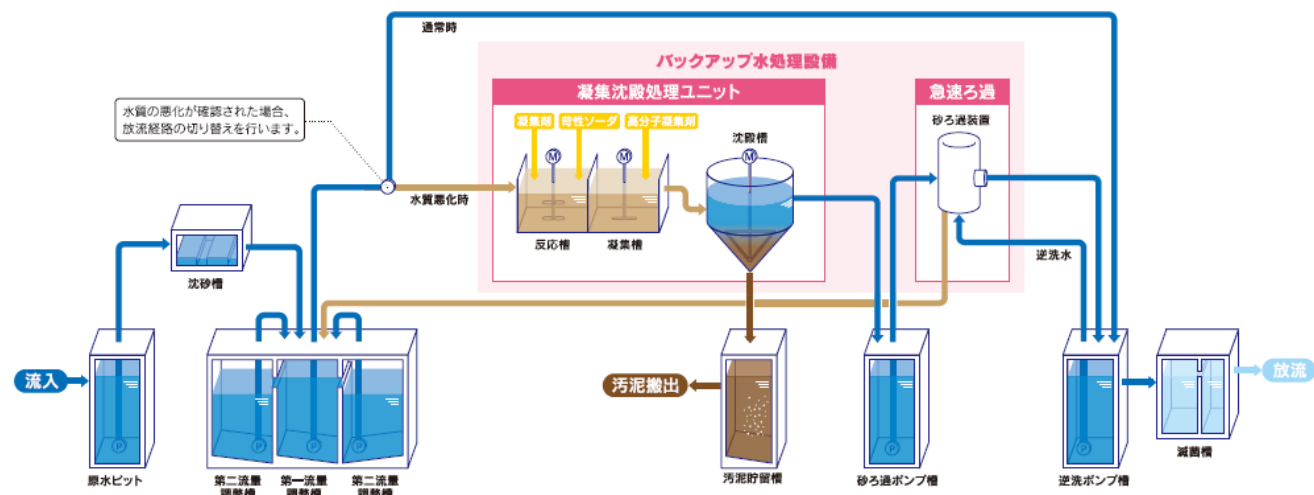 通常時
バックアップ水処理設備
凝集沈殿処理ユニット
急速ろ過
水質の悪化が確認された場合、
放流経路の切り替えを行います。
凝集剤
苛性ソーダ
高分子凝集剤
沈殿槽
砂ろ過装置
M
M
M
水質悪化時
反応槽
凝集槽
逆洗水
沈砂槽
流入
汚泥搬出
放流
P
P
P
P
P
P
原水ピット
第二流量
調整槽
第一流量
調整槽
第二流量
調整槽
汚泥貯留槽
砂ろ過ポンプ槽
逆洗ポンプ槽
滅菌槽